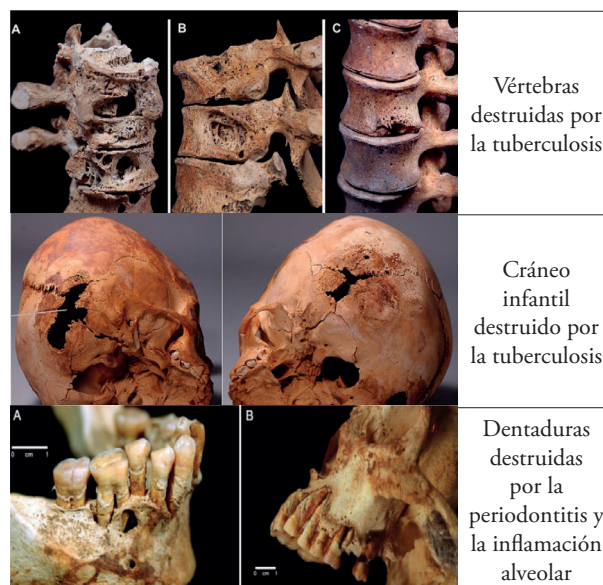 A
B
C
Vértebras
destruidas por
la tuberculosis
Cráneo
infantil
destruido por
la tuberculosis
A
0 cm 1
B
0 cm 1
Dentaduras
destruidas
por la
periodontitis y
la inflamación
alveolar